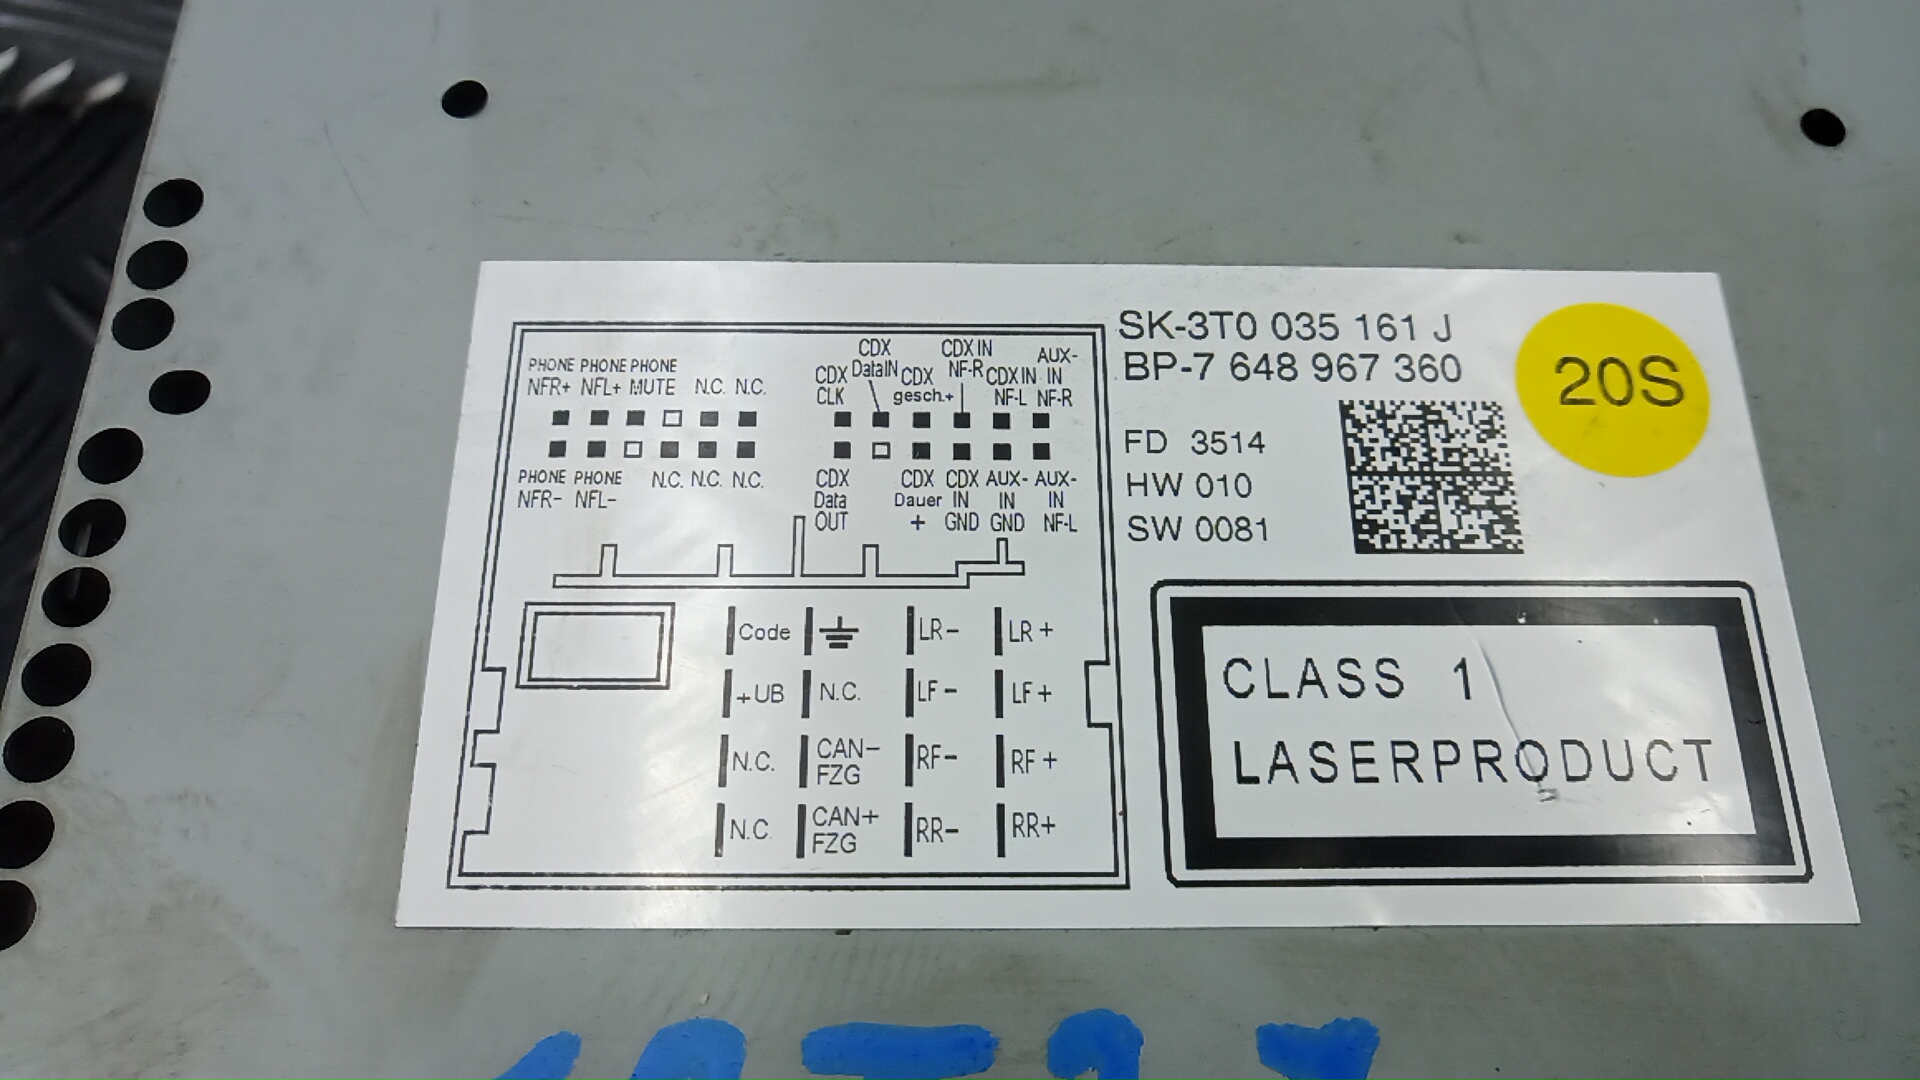 SK-3T0 035 161 J
BP-7 648 967 360
20S
FD 3514
HW 010
SW 0081
CLASS 1
LASERPRODUCT
PHONE PHONE PHONE
NFR+ NFL+ MUTE N.C. N.C.
CDX CLK
CDX DataIN
CDX gesch.+
CDX IN NF-R
CDX IN NF-L
AUX-IN NF-R
PHONE PHONE
NFR- NFL- N.C. N.C. N.C.
CDX Data OUT
CDX Dauer +
CDX IN GND
AUX-IN GND
AUX-IN NF-L
Code LR- LR+
+UB N.C. LF- LF+
N.C. CAN- FZG RF- RF+
N.C. CAN+ FZG RR- RR+